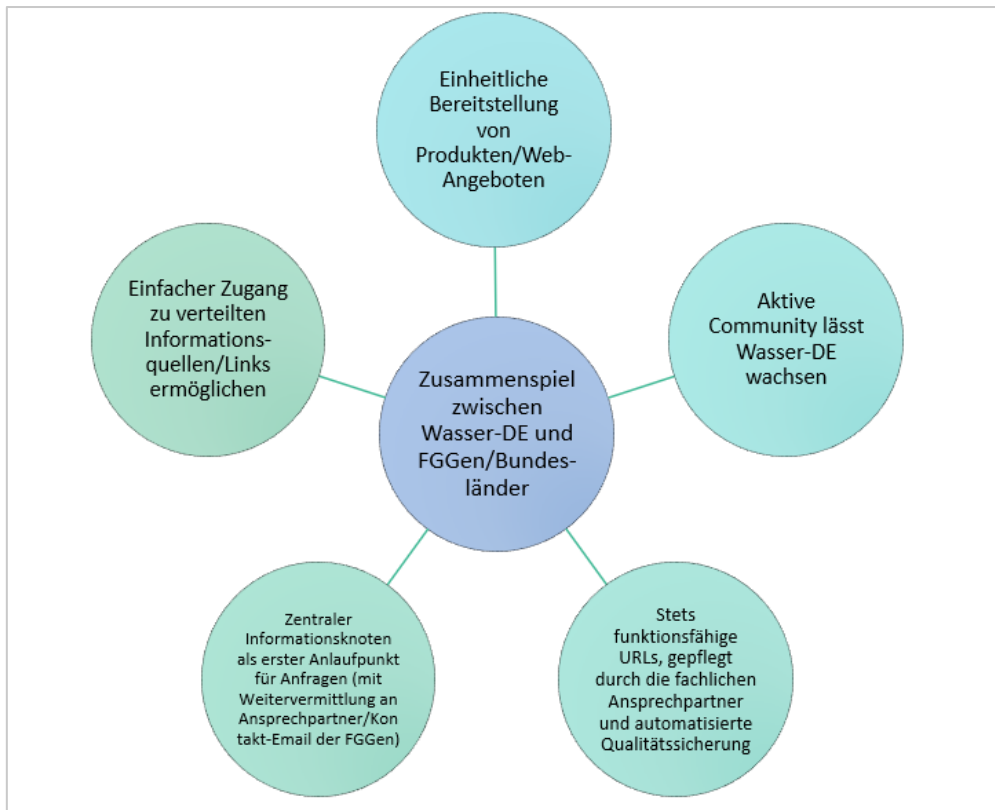 Einheitliche
Bereitstellung
von
Produkten/Web-
Angeboten
Einfacher Zugang
zu verteilten
Informations-
quellen/Links
ermöglichen
Aktive
Community lässt
Wasser-DE
wachsen
Zusammenspiel
zwischen
Wasser-DE und
FGGen/Bundes-
länder
Zentraler
Informationsknoten
als erster Anlaufpunkt
für Anfragen (mit
Weitervermittlung an
Ansprechpartner/Kon
takt-Email der FGGen)
Stets
funktionsfähige
URLs, gepflegt
durch die fachlichen
Ansprechpartner
und automatisierte
Qualitätssicherung